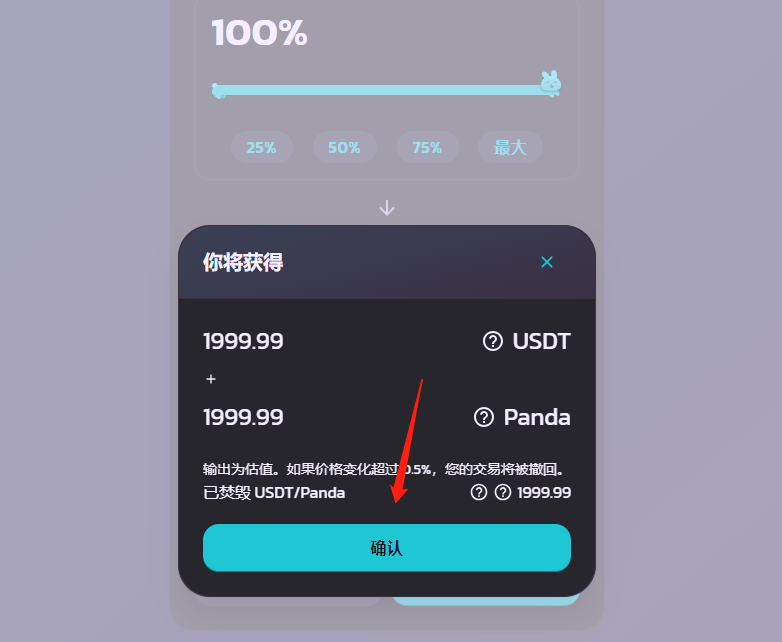 100%
25% 50% 75% 最大
你将获得
1999.99 USDT
+
1999.99 Panda
输出为估值。如果价格变化超过 0.5%，您的交易将被撤回。
已焚毁 USDT/Panda 1999.99
确认